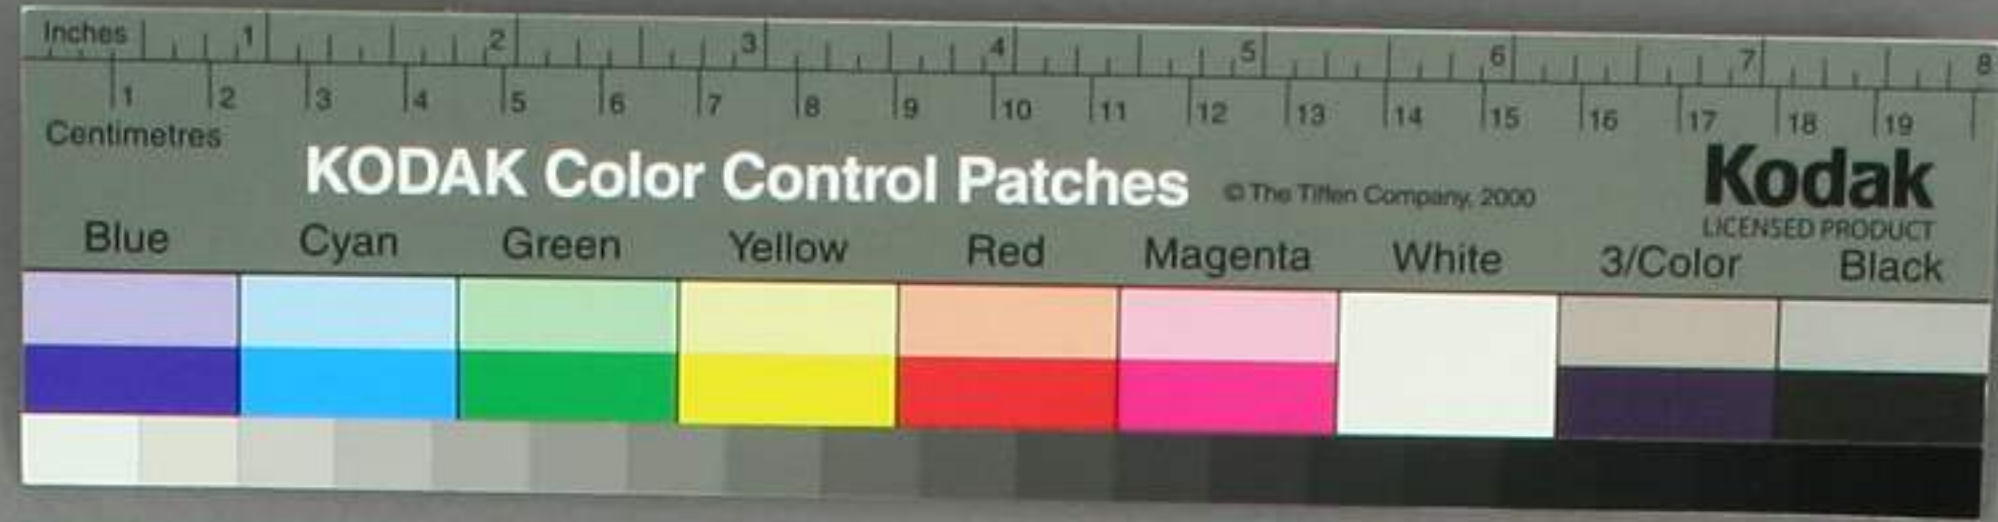 Inches 1 2 3 4 5 6 7 8
1 2 3 4 5 6 7 8 9 10 11 12 13 14 15 16 17 18 19
Centimetres
KODAK Color Control Patches © The Tiffen Company, 2000
Kodak
LICENSED PRODUCT
Blue Cyan Green Yellow Red Magenta White 3/Color Black